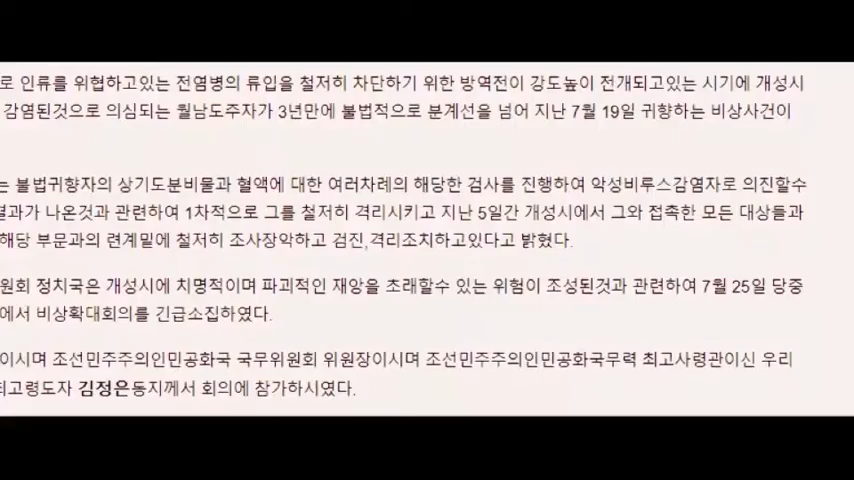 로 인류를 위협하고있는 전염병의 류입을 철저히 차단하기 위한 방역전이 강도높이 전개되고있는 시기에 개성시
감염된것으로 의심되는 월남도주자가 3년만에 불법적으로 분계선을 넘어 지난 7월 19일 귀향하는 비상사건이
는 불법귀향자의 상기도분비물과 혈액에 대한 여러차례의 해당한 검사를 진행하여 악성비루스감염자로 의진할수
결과가 나온것과 관련하여 1차적으로 그를 철저히 격리시키고 지난 5일간 개성시에서 그와 접촉한 모든 대상들과
해당 부문과의 련계밑에 철저히 조사장악하고 검진,격리조치하고있다고 밝혔다.
원회 정치국은 개성시에 치명적이며 파괴적인 재앙을 초래할수 있는 위험이 조성된것과 관련하여 7월 25일 당중
에서 비상확대회의를 긴급소집하였다.
이시며 조선민주주의인민공화국 국무위원회 위원장이시며 조선민주주의인민공화국무력 최고사령관이신 우리
최고령도자 김정은동지께서 회의에 참가하시였다.